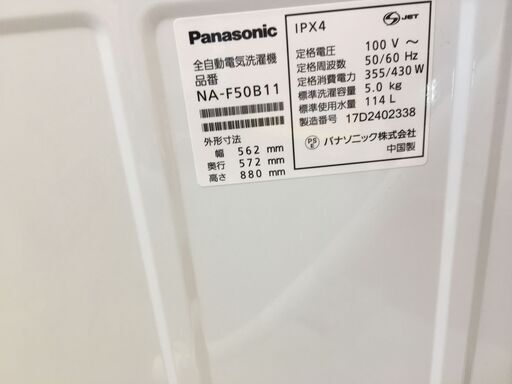 Panasonic
全自動電気洗濯機
品番
NA-F50B11
外形寸法
幅 562 mm
奥行 572 mm
高さ 880 mm
IPX4
S JET
定格電圧 100 V ~
定格周波数 50/60 Hz
定格消費電力 355/430 W
標準洗濯容量 5.0 kg
標準使用水量 114 L
製造番号 17D2402338
PS E パナソニック株式会社
中国製